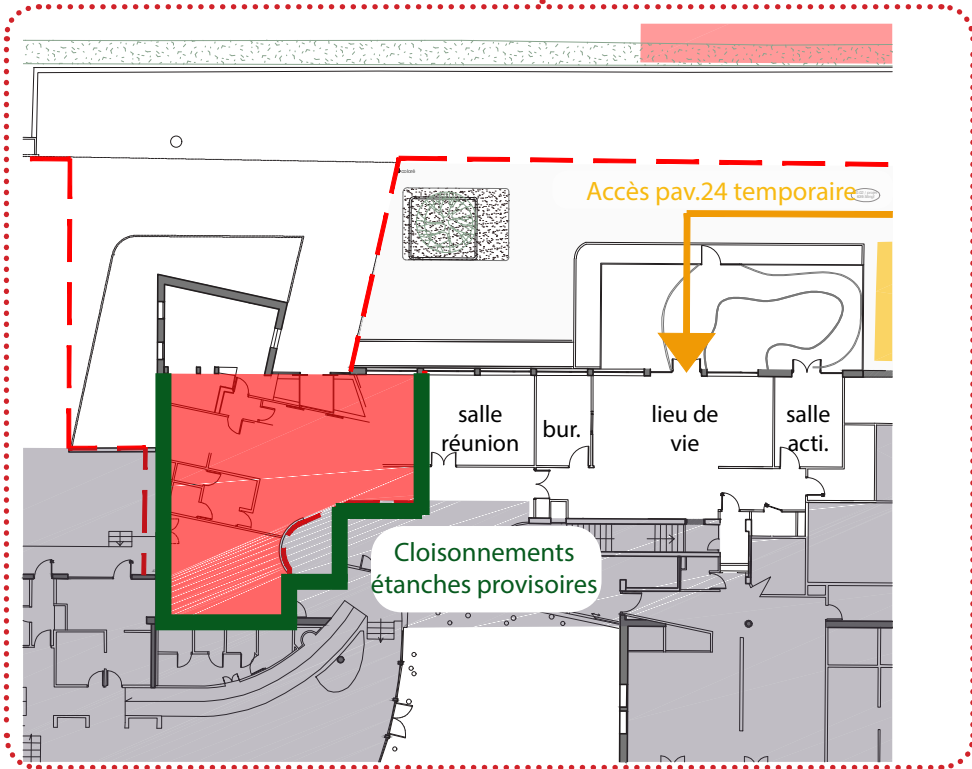 Accès pav.24 temporaire
salle
réunion
bur.
lieu de
vie
salle
acti.
Cloisonnements
étanches provisoires